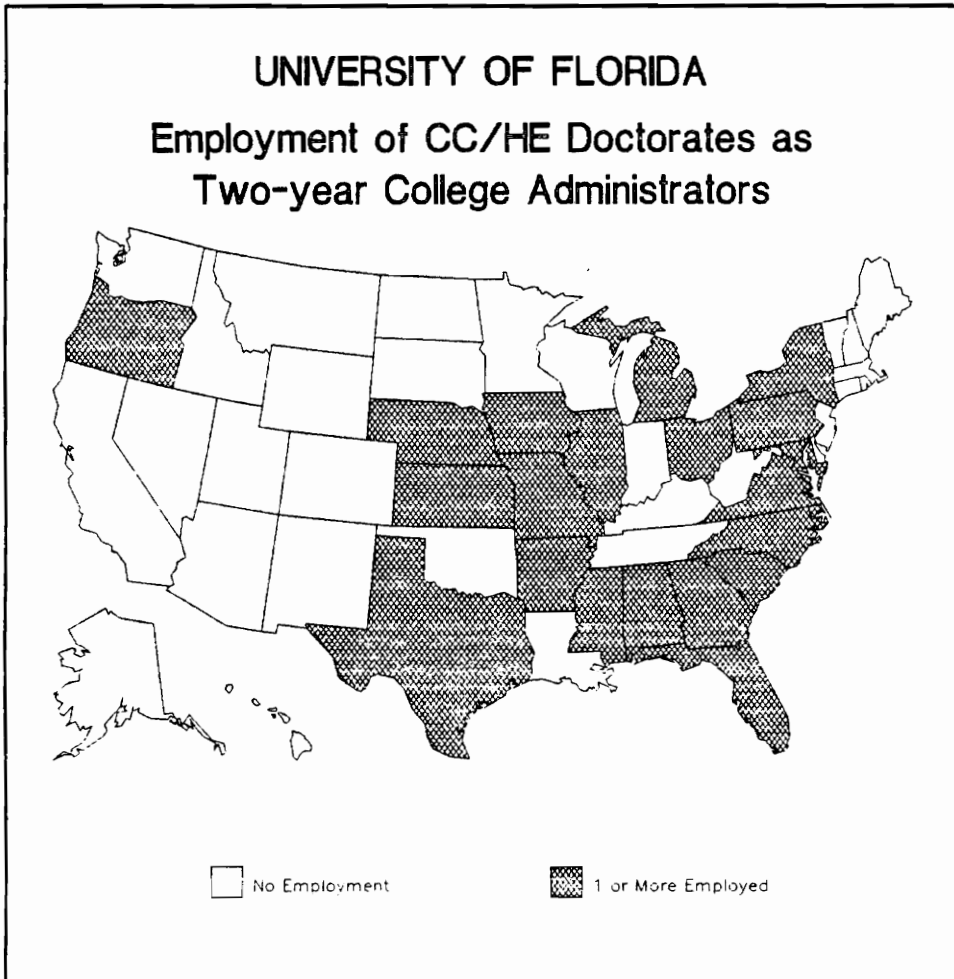 UNIVERSITY OF FLORIDA
Employment of CC/HE Doctorates as
Two-year College Administrators
No Employment
1 or More Employed